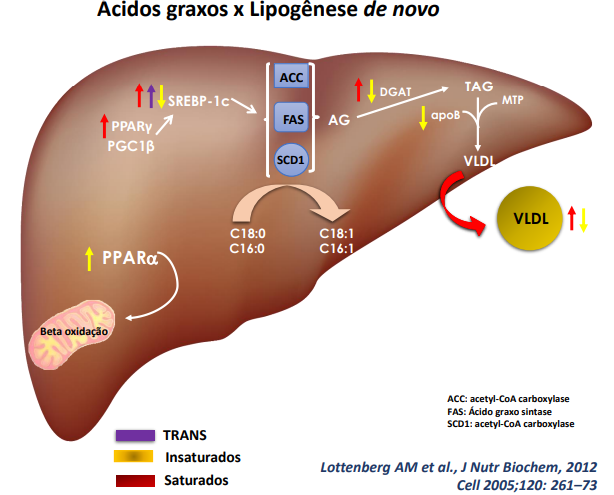 Acidos graxos x Lipogênese de novo
ACC
FAS
SCD1
SREBP-1c
PPARγ
PGC1β
AG
DGAT
TAG
apoB
MTP
VLDL
VLDL
C18:0
C16:0
C18:1
C16:1
PPARα
Beta oxidação
ACC: acetyl-CoA carboxylase
FAS: Ácido graxo sintase
SCD1: acetyl-CoA carboxylase
TRANS
Insaturados
Saturados
Lottenberg AM et al., J Nutr Biochem, 2012
Cell 2005;120: 261–73